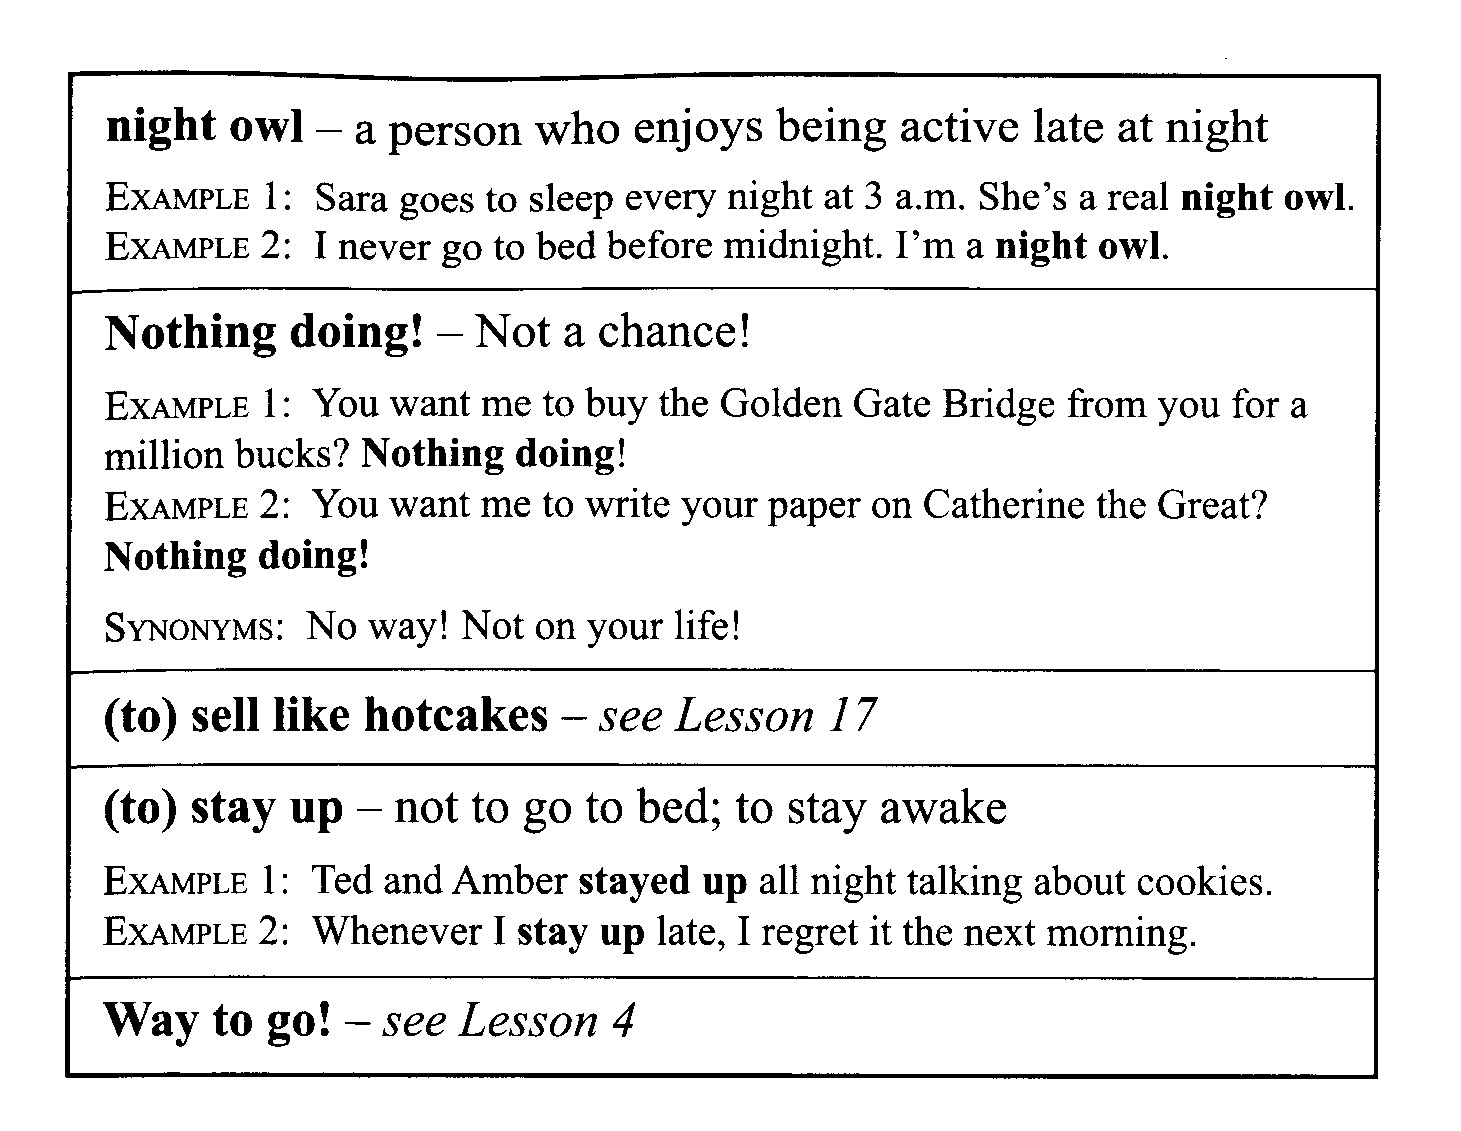 night owl – a person who enjoys being active late at night
EXAMPLE 1: Sara goes to sleep every night at 3 a.m. She's a real night owl.
EXAMPLE 2: I never go to bed before midnight. I'm a night owl.
Nothing doing! – Not a chance!
EXAMPLE 1: You want me to buy the Golden Gate Bridge from you for a
million bucks? Nothing doing!
EXAMPLE 2: You want me to write your paper on Catherine the Great?
Nothing doing!
SYNONYMS: No way! Not on your life!
(to) sell like hotcakes – see Lesson 17
(to) stay up – not to go to bed; to stay awake
EXAMPLE 1: Ted and Amber stayed up all night talking about cookies.
EXAMPLE 2: Whenever I stay up late, I regret it the next morning.
Way to go! – see Lesson 4